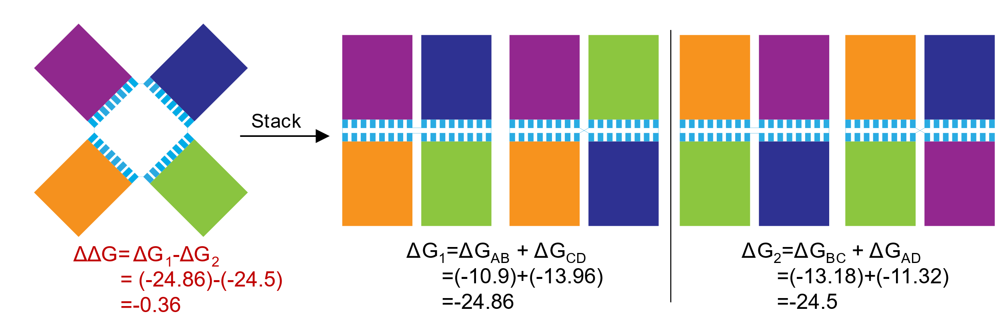 Stack
ΔΔG= ΔG1-ΔG2
= (-24.86)-(-24.5)
=-0.36
ΔG1=ΔGAB + ΔGCD
=(-10.9)+(-13.96)
=-24.86
ΔG2=ΔGBC + ΔGAD
=(-13.18)+(-11.32)
=-24.5